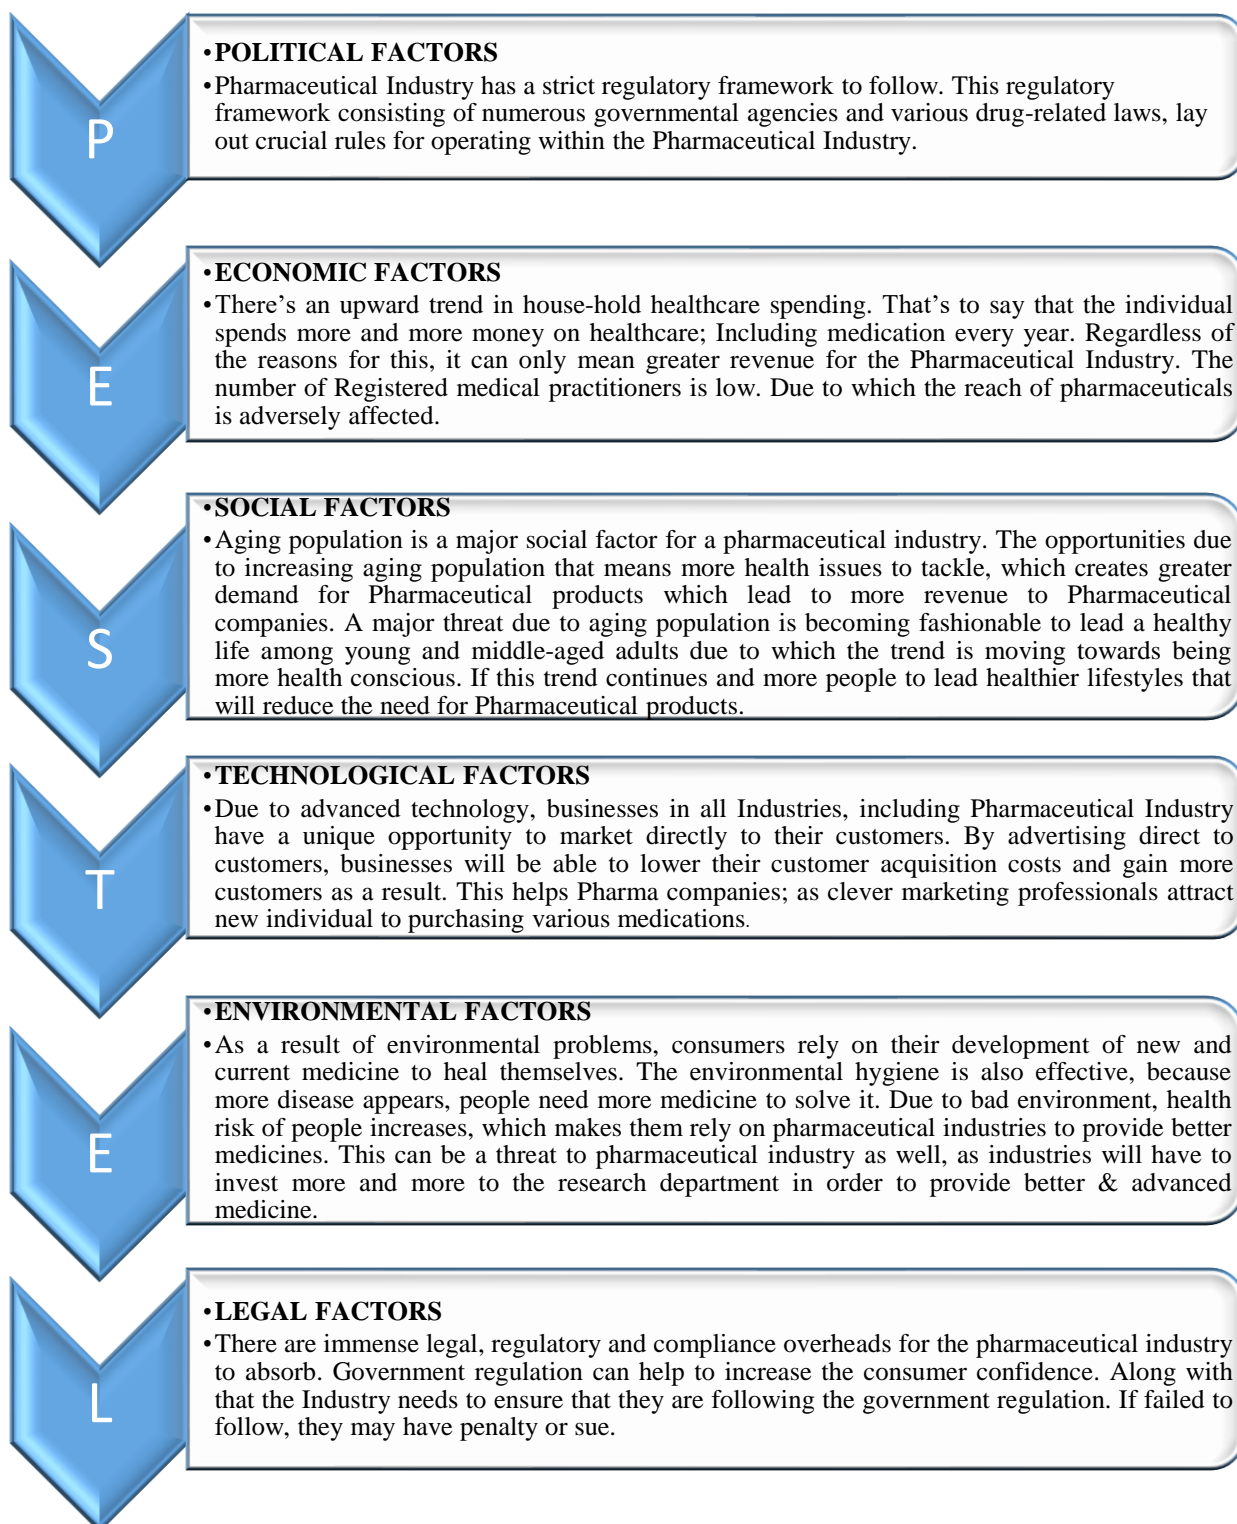 P
•POLITICAL FACTORS
•Pharmaceutical Industry has a strict regulatory framework to follow. This regulatory
framework consisting of numerous governmental agencies and various drug-related laws, lay
out crucial rules for operating within the Pharmaceutical Industry.
E
•ECONOMIC FACTORS
•There’s an upward trend in house-hold healthcare spending. That’s to say that the individual
spends more and more money on healthcare; Including medication every year. Regardless of
the reasons for this, it can only mean greater revenue for the Pharmaceutical Industry. The
number of Registered medical practitioners is low. Due to which the reach of pharmaceuticals
is adversely affected.
S
•SOCIAL FACTORS
•Aging population is a major social factor for a pharmaceutical industry. The opportunities due
to increasing aging population that means more health issues to tackle, which creates greater
demand for Pharmaceutical products which lead to more revenue to Pharmaceutical
companies. A major threat due to aging population is becoming fashionable to lead a healthy
life among young and middle-aged adults due to which the trend is moving towards being
more health conscious. If this trend continues and more people to lead healthier lifestyles that
will reduce the need for Pharmaceutical products.
T
•TECHNOLOGICAL FACTORS
•Due to advanced technology, businesses in all Industries, including Pharmaceutical Industry
have a unique opportunity to market directly to their customers. By advertising direct to
customers, businesses will be able to lower their customer acquisition costs and gain more
customers as a result. This helps Pharma companies; as clever marketing professionals attract
new individual to purchasing various medications.
E
•ENVIRONMENTAL FACTORS
•As a result of environmental problems, consumers rely on their development of new and
current medicine to heal themselves. The environmental hygiene is also effective, because
more disease appears, people need more medicine to solve it. Due to bad environment, health
risk of people increases, which makes them rely on pharmaceutical industries to provide better
medicines. This can be a threat to pharmaceutical industry as well, as industries will have to
invest more and more to the research department in order to provide better & advanced
medicine.
L
•LEGAL FACTORS
•There are immense legal, regulatory and compliance overheads for the pharmaceutical industry
to absorb. Government regulation can help to increase the consumer confidence. Along with
that the Industry needs to ensure that they are following the government regulation. If failed to
follow, they may have penalty or sue.